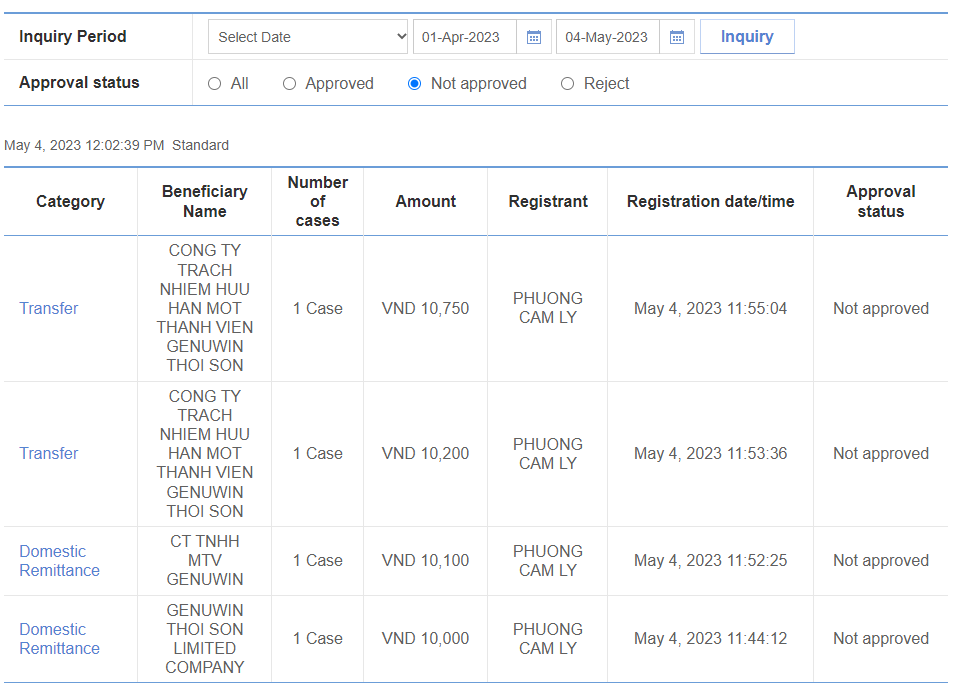 Inquiry Period
Select Date
01-Apr-2023
04-May-2023
Inquiry
Approval status
All
Approved
Not approved
Reject
May 4, 2023 12:02:39 PM  Standard
Category
Beneficiary
Name
Number
of
cases
Amount
Registrant
Registration date/time
Approval
status
Transfer
CONG TY
TRACH
NHIEM HUU
HAN MOT
THANH VIEN
GENUWIN
THOI SON
1 Case
VND 10,750
PHUONG
CAM LY
May 4, 2023 11:55:04
Not approved
Transfer
CONG TY
TRACH
NHIEM HUU
HAN MOT
THANH VIEN
GENUWIN
THOI SON
1 Case
VND 10,200
PHUONG
CAM LY
May 4, 2023 11:53:36
Not approved
Domestic
Remittance
CT TNHH
MTV
GENUWIN
1 Case
VND 10,100
PHUONG
CAM LY
May 4, 2023 11:52:25
Not approved
Domestic
Remittance
GENUWIN
THOI SON
LIMITED
COMPANY
1 Case
VND 10,000
PHUONG
CAM LY
May 4, 2023 11:44:12
Not approved